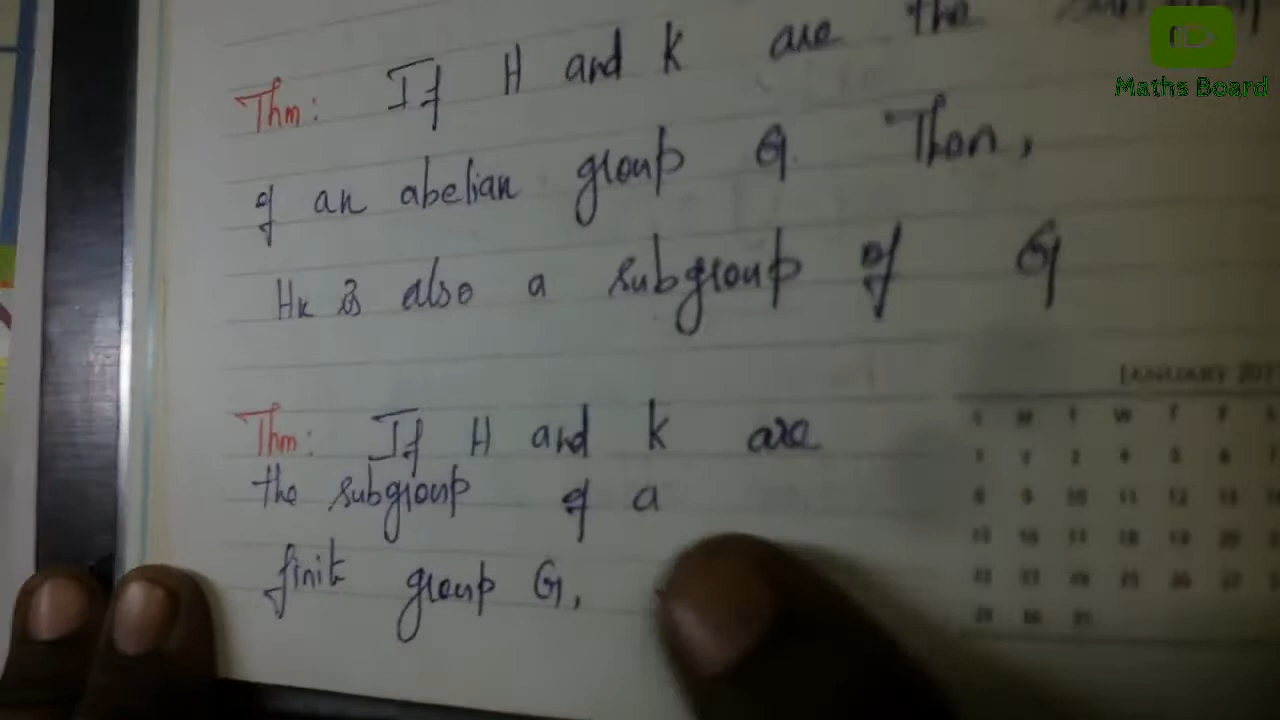 Thm: If H and K are the
Maths Board
of an abelian group G. Then,
HK is also a subgroup of G
JANUARY 201
Thm: If H and K are
the subgroup of a
finite group G,